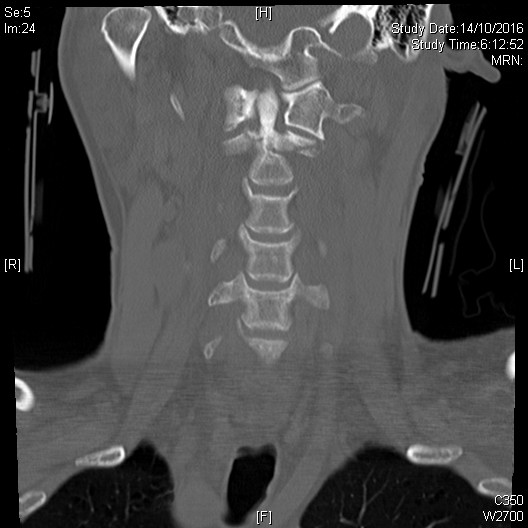 Se:5
Im:24
[H]
Study Date:14/10/2016
Study Time:6:12:52
MRN:
[R]
[L]
[F]
C350
W2700